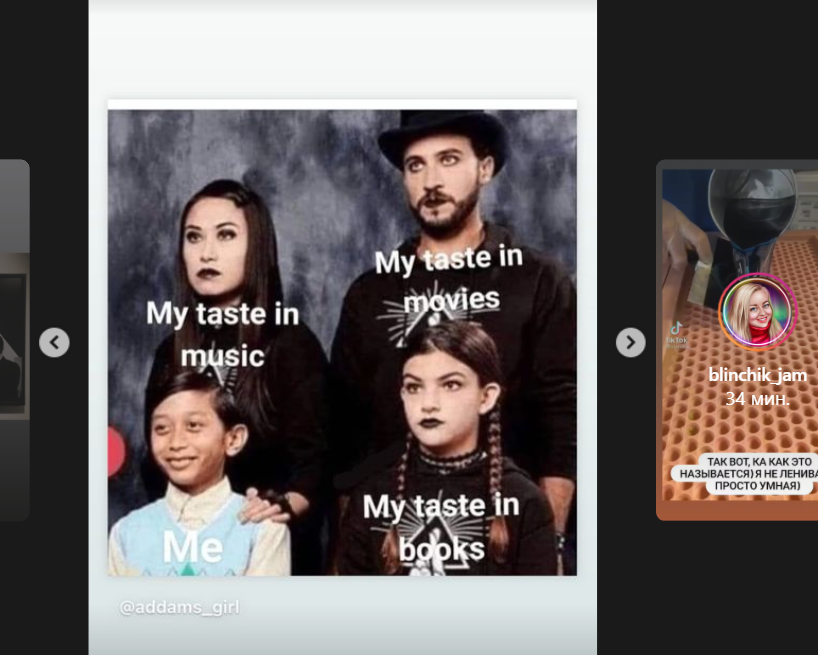 My taste in
movies
My taste in
music
My taste in
books
Me
@addams_girl
TikTok
blinchik_jam
34 мин.
ТАК ВОТ, КА КАК ЭТО
НАЗЫВАЕТСЯ) Я НЕ ЛЕНИВА
ПРОСТО УМНАЯ)